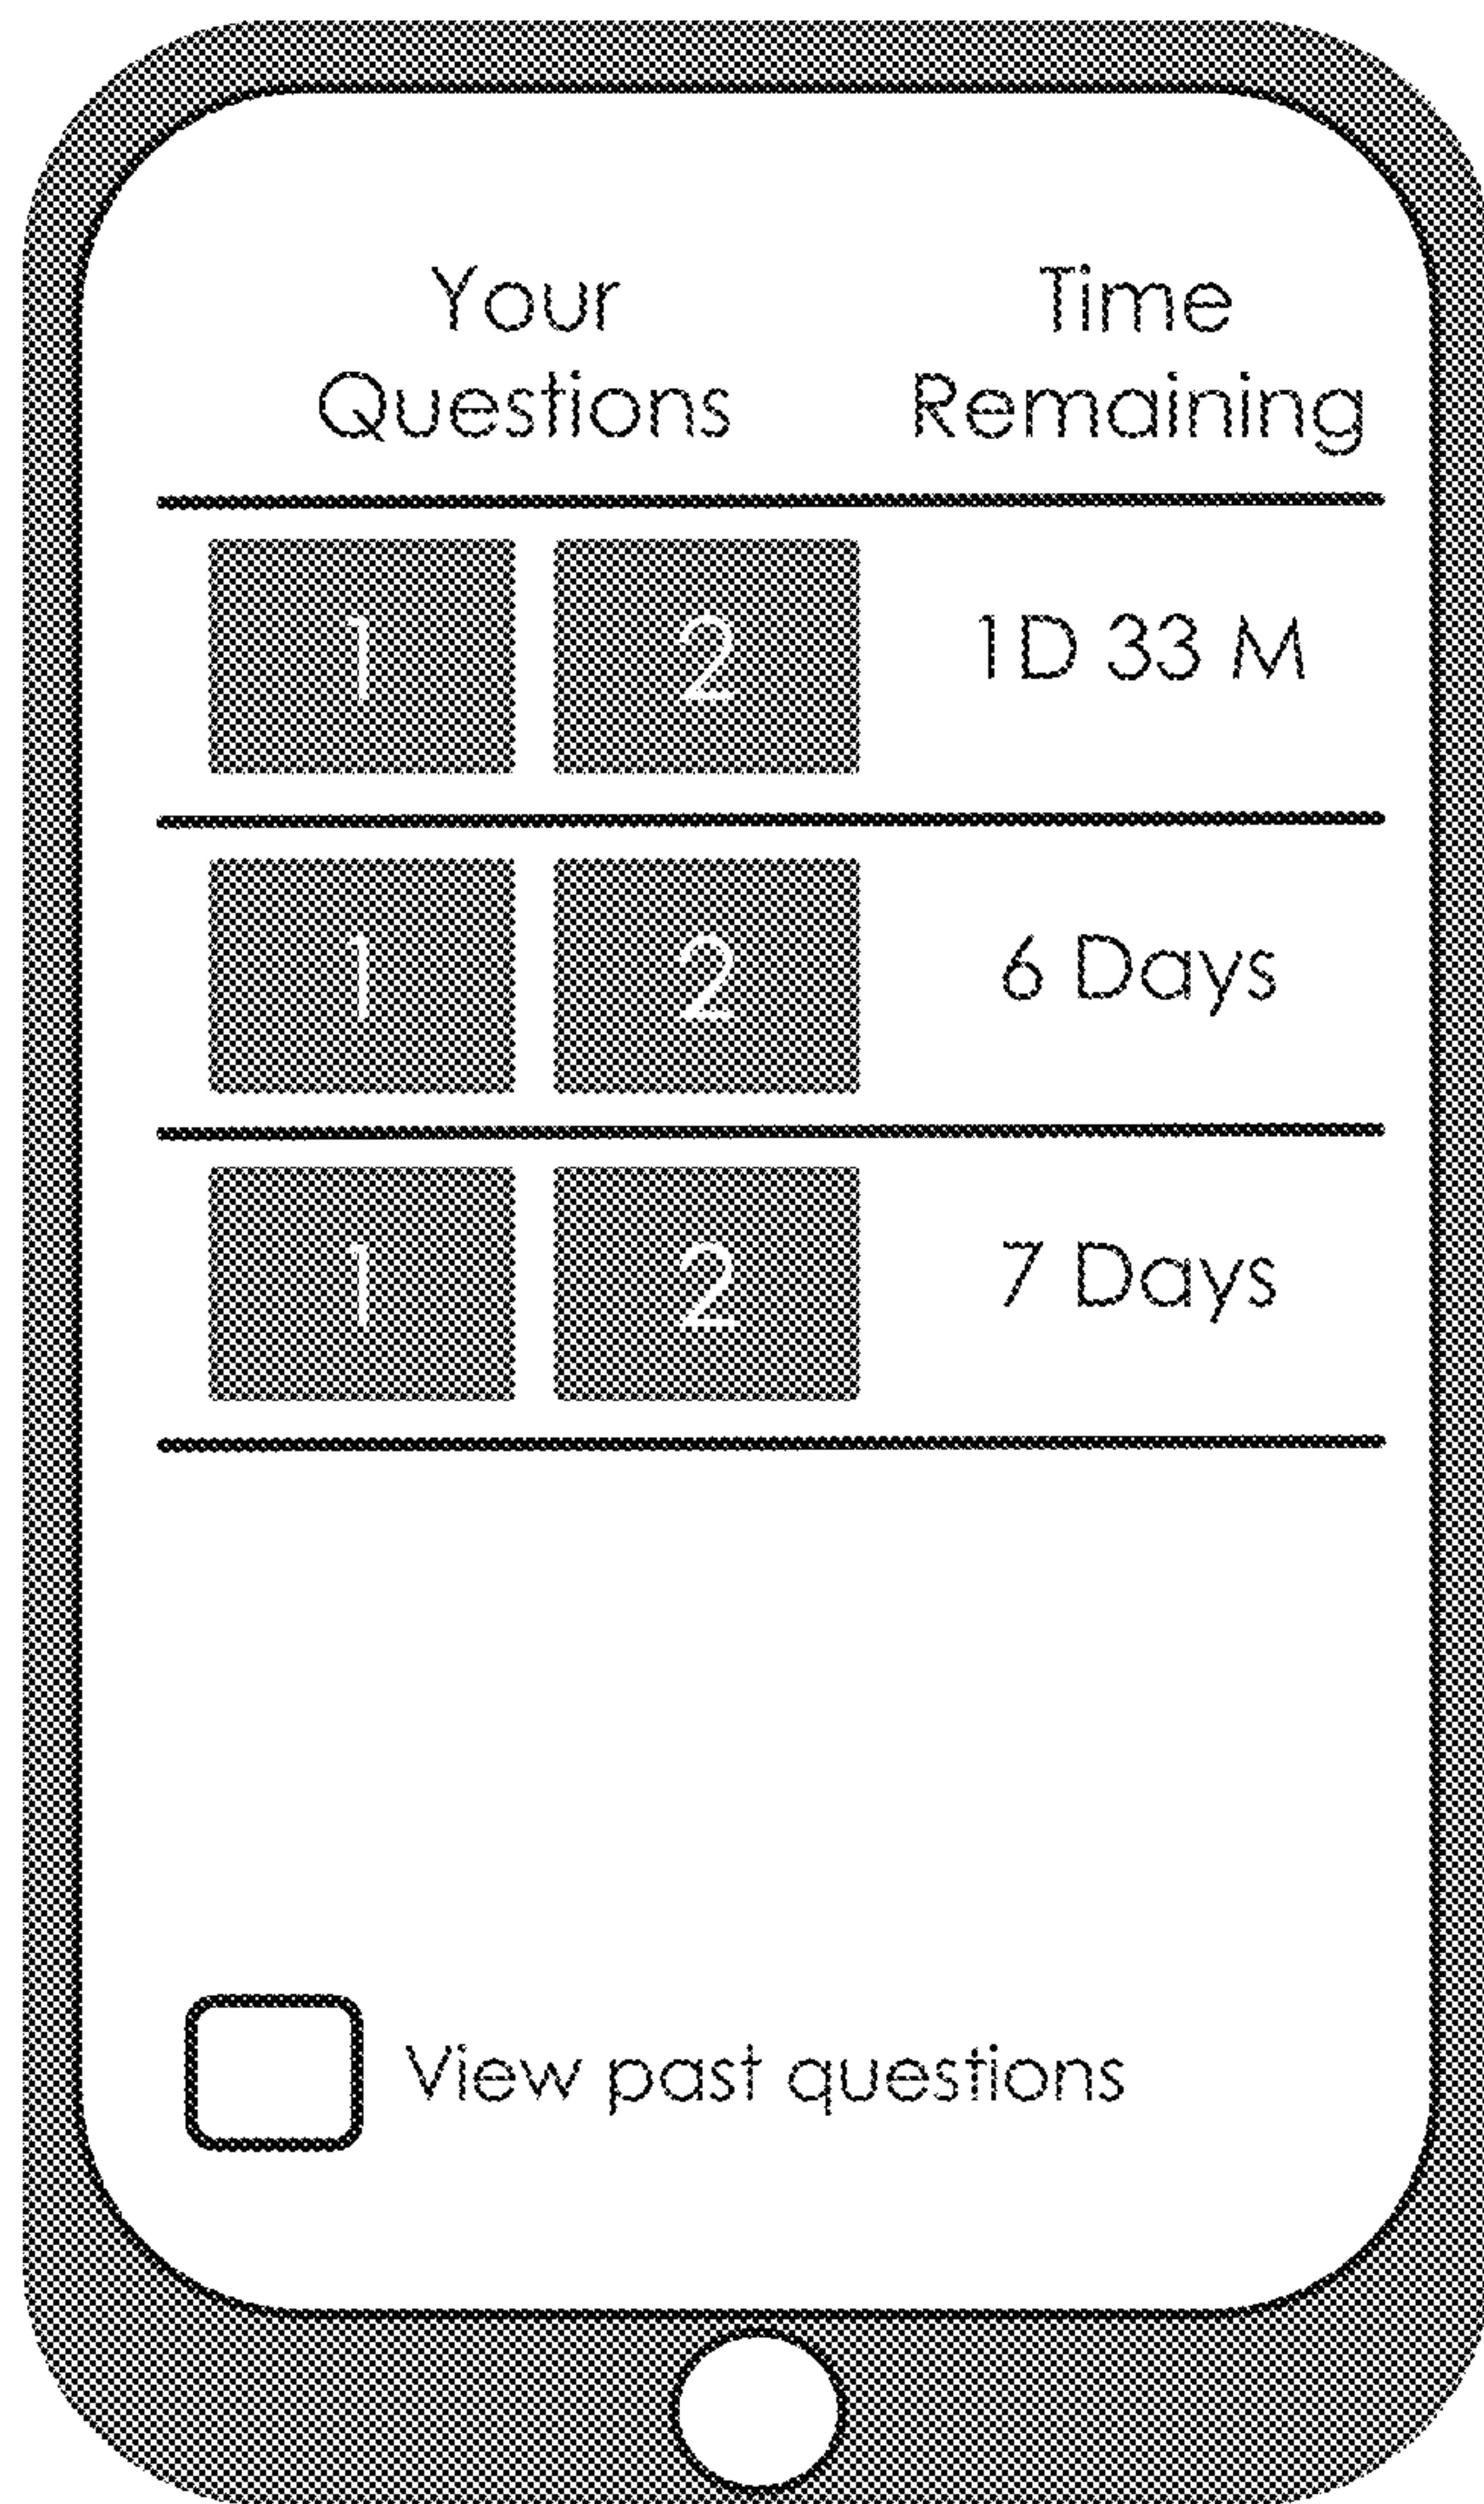 Your Time
Questions Remaining
1 2 1D 33 M
1 2 6 Days
1 2 7 Days
View past questions